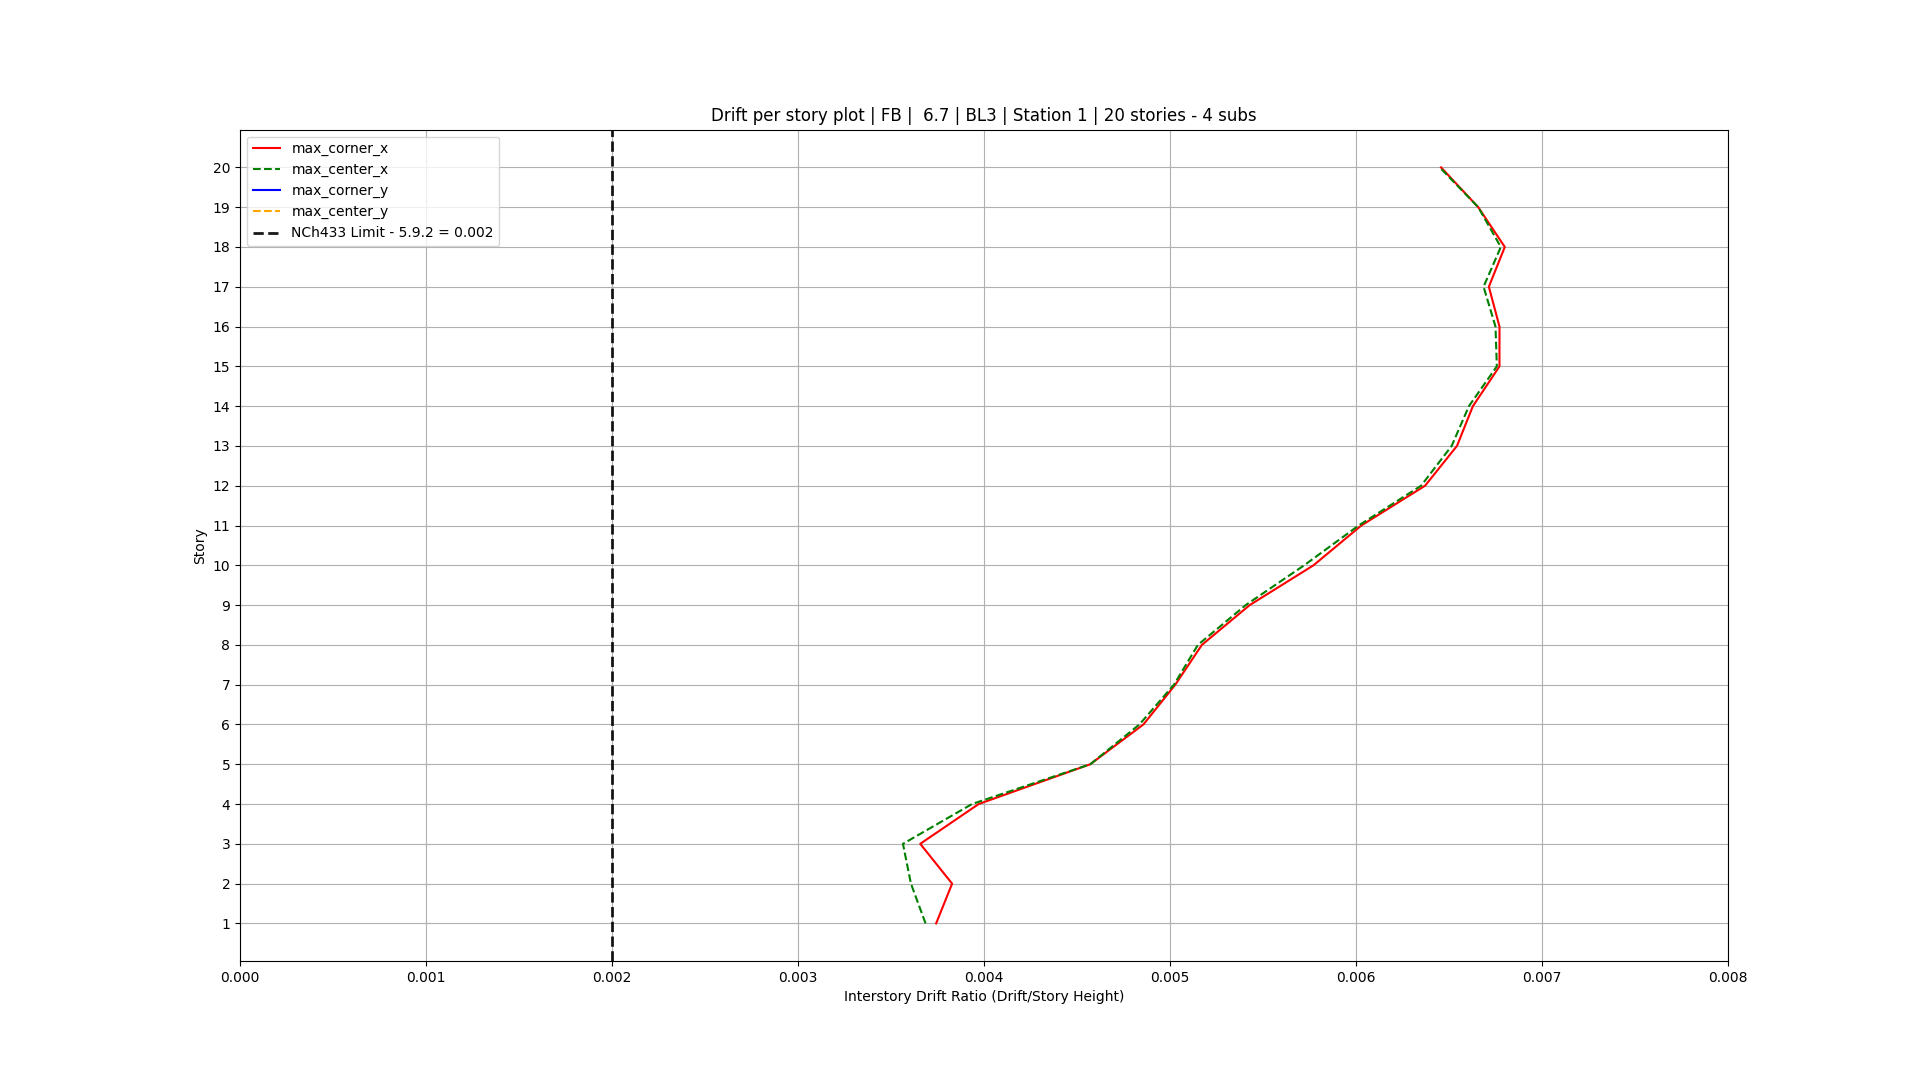 Drift per story plot | FB |  6.7 | BL3 | Station 1 | 20 stories - 4 subs
max_corner_x
max_center_x
max_corner_y
max_center_y
NCh433 Limit - 5.9.2 = 0.002
20
19
18
17
16
15
14
13
12
11
10
9
8
7
6
5
4
3
2
1
Story
0.000 0.001 0.002 0.003 0.004 0.005 0.006 0.007 0.008
Interstory Drift Ratio (Drift/Story Height)